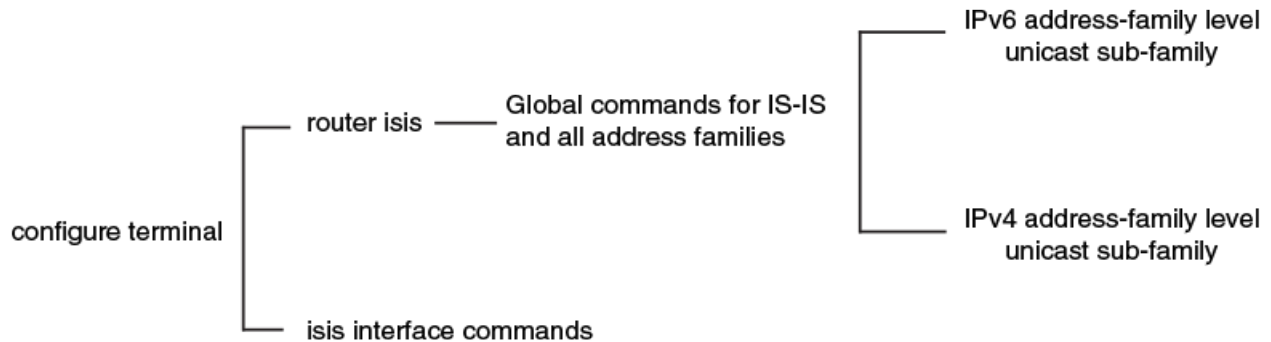 IPv6 address-family level
unicast sub-family
Global commands for IS-IS
and all address families
router isis
configure terminal
IPv4 address-family level
unicast sub-family
isis interface commands